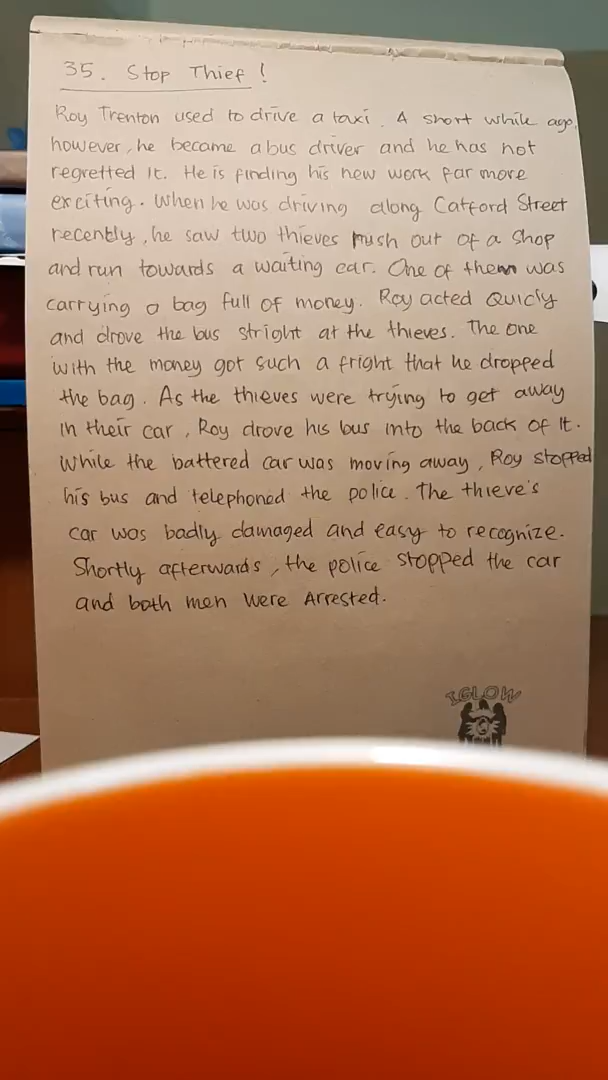 35. Stop Thief !
Roy Trenton used to drive a taxi. A short while ago,
however, he became a bus driver and he has not
regretted it. He is finding his new work far more
exciting. When he was driving along Catford Street
recently, he saw two thieves rush out of a shop
and run towards a waiting car. One of them was
carrying a bag full of money. Roy acted Quicly
and drove the bus stright at the thieves. The one
with the money got such a fright that he dropped
the bag. As the thieves were trying to get away
in their car, Roy drove his bus into the back of it.
While the battered car was moving away, Roy stopped
his bus and telephoned the police. The thieve's
car was badly damaged and easy to recognize.
Shortly afterwards, the police stopped the car
and both men were Arrested.
IGLOW